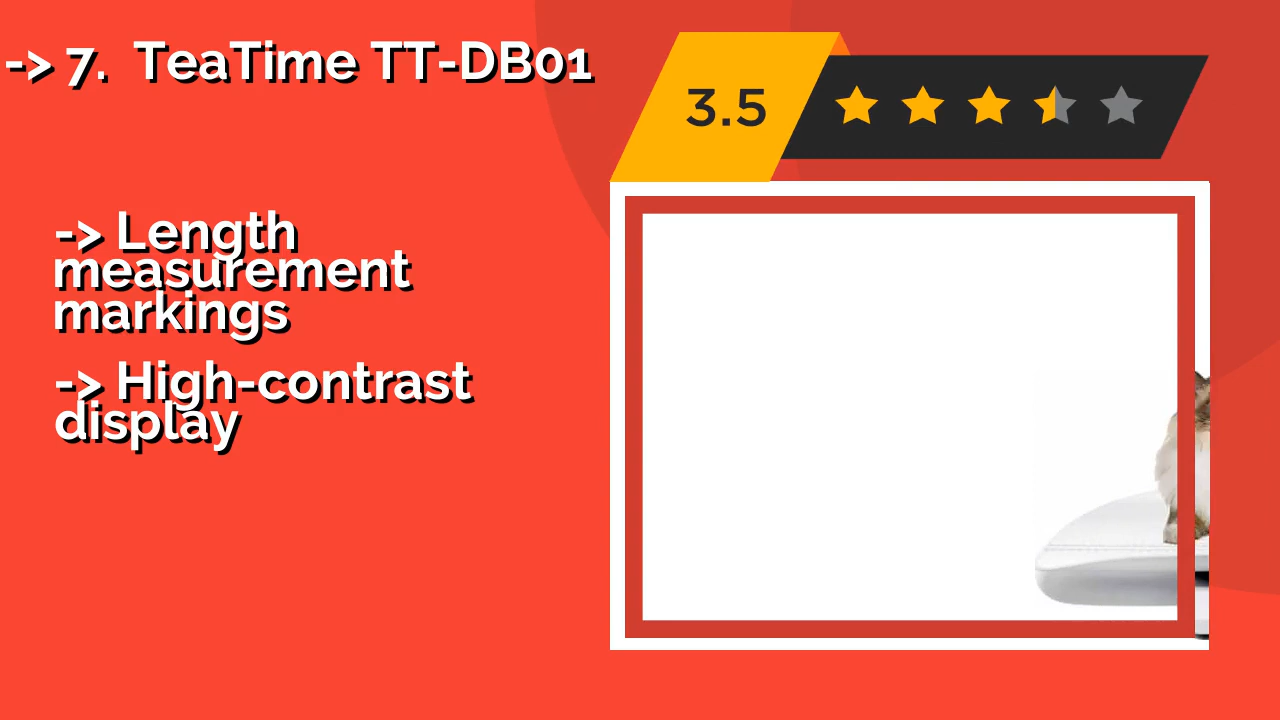 -> 7. TeaTime TT-DB01
3.5
-> Length
measurement
markings
-> High-contrast
display